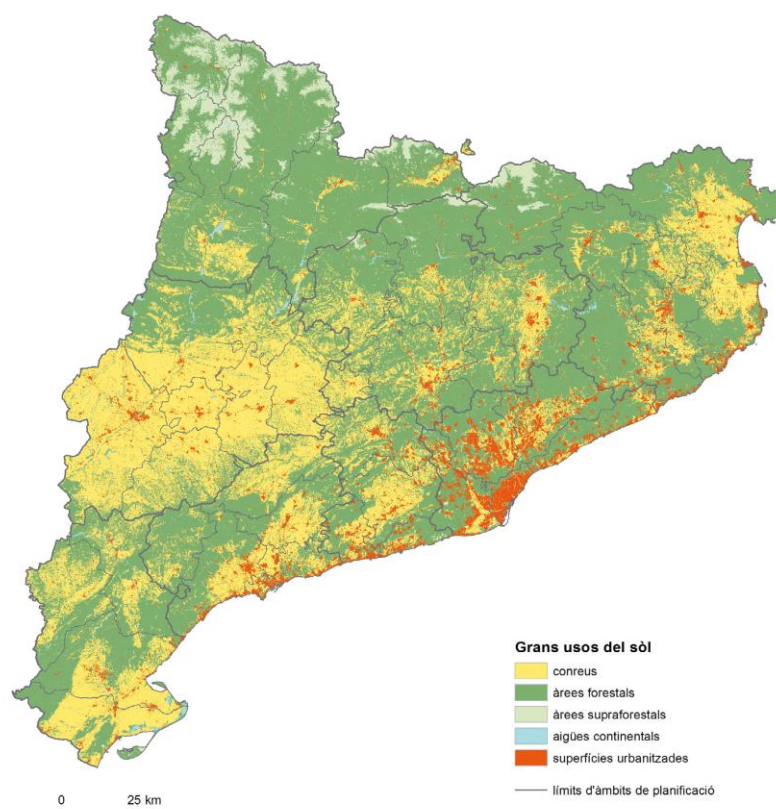 Grans usos del sòl
conreus
àrees forestals
àrees supraforestals
aigües continentals
superfícies urbanitzades
límits d'àmbits de planificació
0 25 km